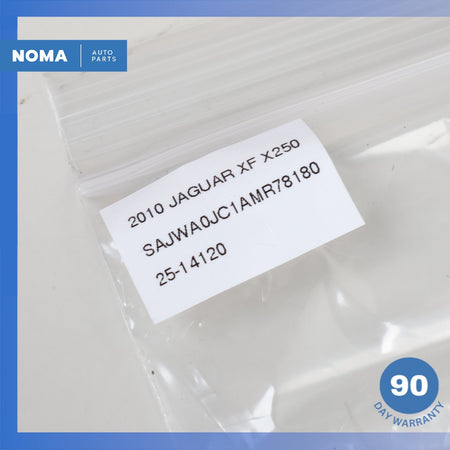 NOMA
AUTO
PARTS
2010 JAGUAR XF X250
SAJWA0JC1AMR78180
25-14120
90
DAY WARRANTY